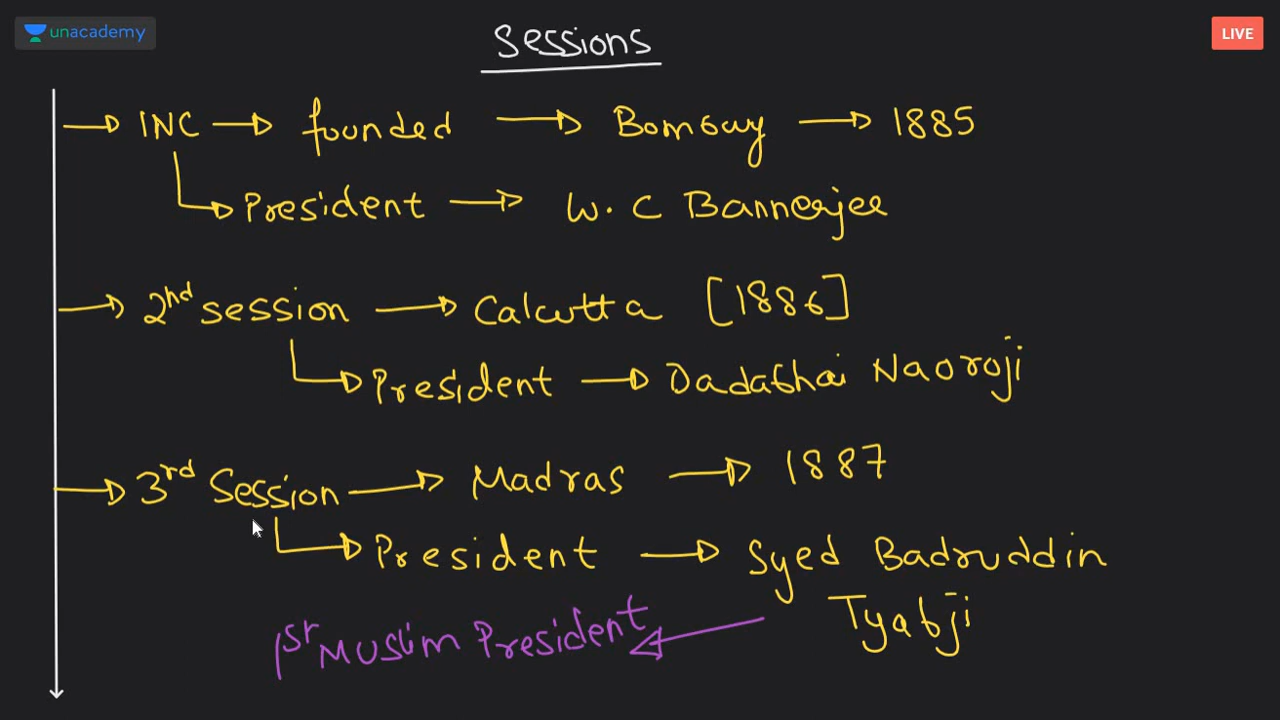 unacademy
Sessions
LIVE
→ INC → founded → Bombay → 1885
→ President → W. C Bannerjee
→ 2nd session → Calcutta [1886]
→ President → Dadabhai Naoroji
→ 3rd Session → Madras → 1887
→ President → Syed Badruddin
Tyabji
1st Muslim President ←